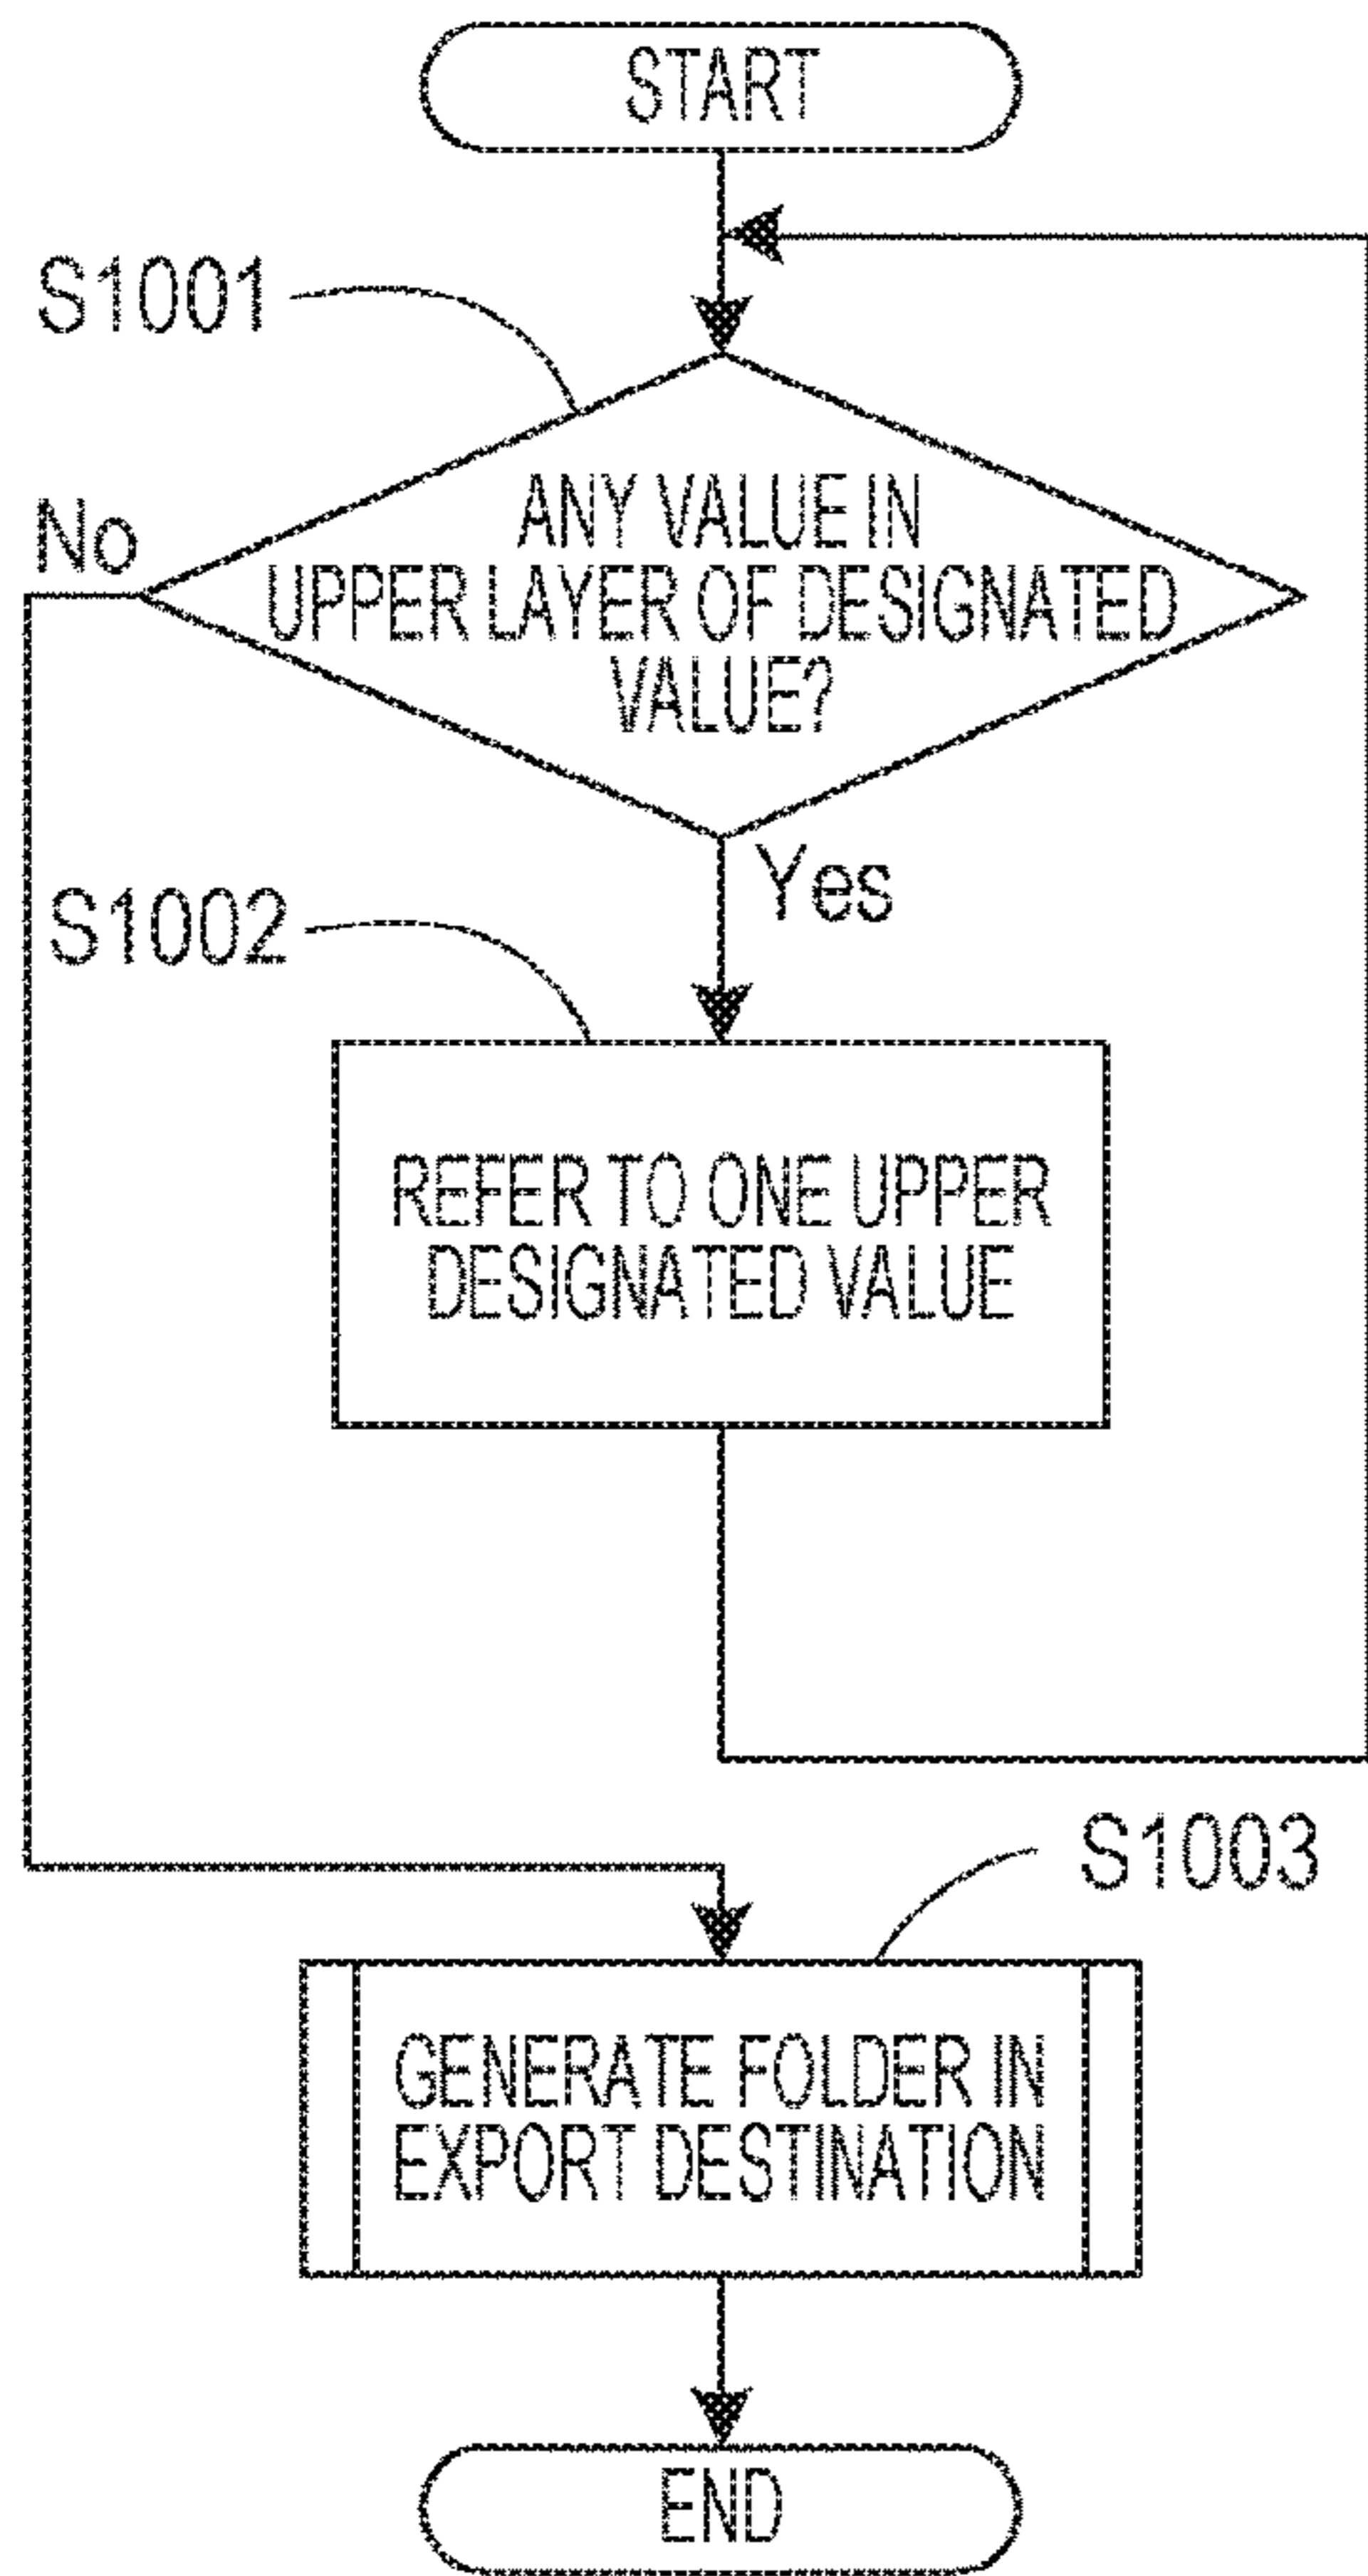 START
S1001
ANY VALUE IN
UPPER LAYER OF DESIGNATED
VALUE?
No
Yes
S1002
REFER TO ONE UPPER
DESIGNATED VALUE
S1003
GENERATE FOLDER IN
EXPORT DESTINATION
END